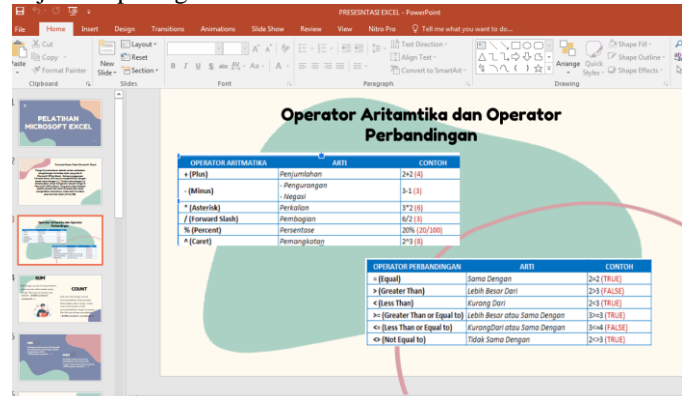 PRESESNTASI EXCEL - PowerPoint
File Home Insert Design Transitions Animations Slide Show Review View Nitro Pro Tell me what you want to do...
Cut
Copy
Format Painter
Clipboard
New Slide
Layout
Reset
Section
Slides
Font
Text Direction
Align Text
Convert to SmartArt
Paragraph
Arrange
Quick Styles
Shape Fill
Shape Outline
Shape Effects
Drawing
PELATIHAN
MICROSOFT EXCEL
SUM
COUNT
Operator Aritamtika dan Operator
Perbandingan
OPERATOR ARITMATIKA ARTI CONTOH
+ (Plus) Penjumlahan 2+2 (4)
- (Minus) - Pengurangan - Negasi 3-1 (3)
* (Asterisk) Perkalian 3*2 (6)
/ (Forward Slash) Pembagian 6/2 (3)
% (Percent) Persentase 20% (20/100)
^ (Caret) Pemangkatan 2^3 (8)
OPERATOR PERBANDINGAN ARTI CONTOH
= (Equal) Sama Dengan 2=2 (TRUE)
> (Greater Than) Lebih Besar Dari 2>3 (FALSE)
< (Less Than) Kurang Dari 2<3 (TRUE)
>= (Greater Than or Equal to) Lebih Besar atau Sama Dengan 3>=3 (TRUE)
<= (Less Than or Equal to) KurangDari atau Sama Dengan 3<=4 (FALSE)
<> (Not Equal to) Tidak Sama Dengan 2<>3 (TRUE)